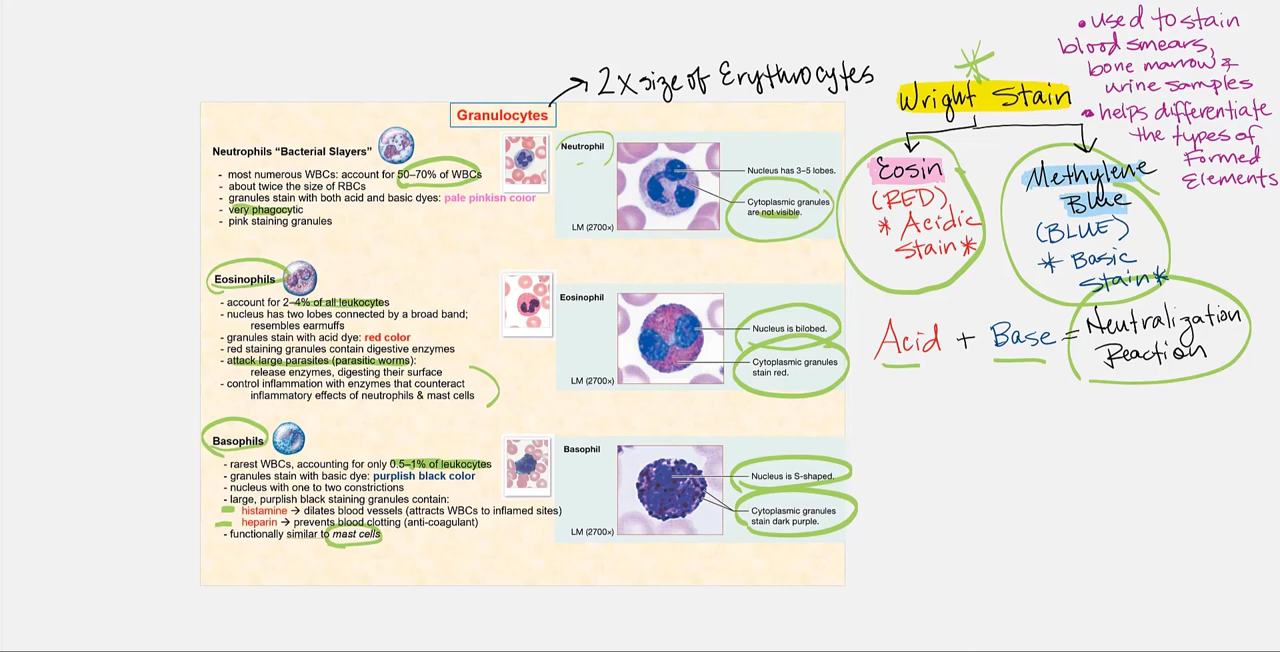 2x size of Erythrocytes
Granulocytes
Neutrophils “Bacterial Slayers”
- most numerous WBCs: account for 50–70% of WBCs
- about twice the size of RBCs
- granules stain with both acid and basic dyes: pale pinkish color
- very phagocytic
- pink staining granules
Neutrophil
Nucleus has 3–5 lobes.
Cytoplasmic granules
are not visible.
LM (2700×)
Eosinophils
- account for 2–4% of all leukocytes
- nucleus has two lobes connected by a broad band;
resembles earmuffs
- granules stain with acid dye: red color
- red staining granules contain digestive enzymes
- attack large parasites (parasitic worms):
release enzymes, digesting their surface
- control inflammation with enzymes that counteract
inflammatory effects of neutrophils & mast cells
Eosinophil
Nucleus is bilobed.
Cytoplasmic granules
stain red.
LM (2700×)
Basophils
- rarest WBCs, accounting for only 0.5–1% of leukocytes
- granules stain with basic dye: purplish black color
- nucleus with one to two constrictions
- large, purplish black staining granules contain:
histamine → dilates blood vessels (attracts WBCs to inflamed sites)
heparin → prevents blood clotting (anti-coagulant)
- functionally similar to mast cells
Basophil
Nucleus is S-shaped.
Cytoplasmic granules
stain dark purple.
LM (2700×)
Wright Stain
• used to stain
blood smears,
bone marrow &
urine samples
• helps differentiate
the types of
Formed
Elements
Eosin
(RED)
* Acidic
Stain *
Methylene
Blue
(BLUE)
* Basic
Stain *
Acid + Base = Neutralization
Reaction